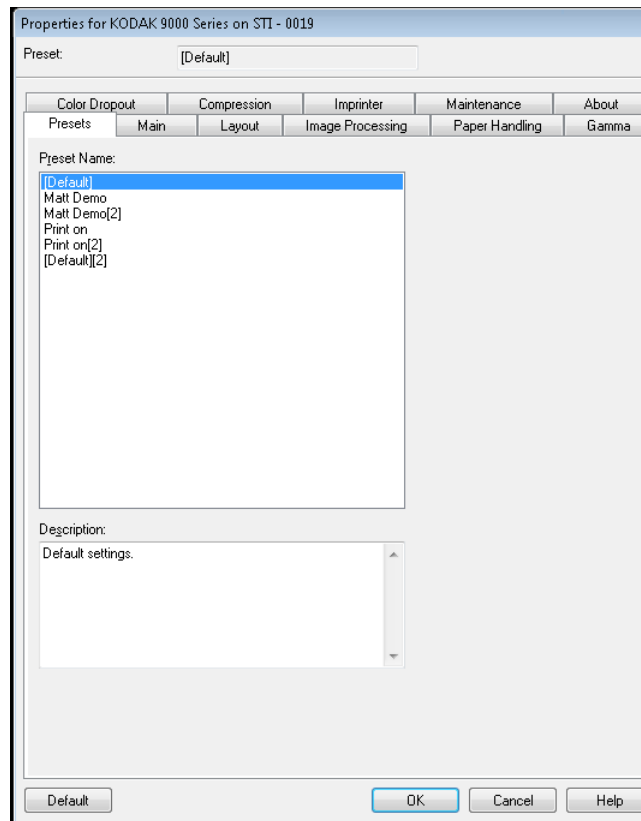 Properties for KODAK 9000 Series on STI - 0019
Preset: [Default]
Color Dropout Compression Imprinter Maintenance About
Presets Main Layout Image Processing Paper Handling Gamma
Preset Name:
[Default]
Matt Demo
Matt Demo[2]
Print on
Print on[2]
[Default][2]
Description:
Default settings.
Default OK Cancel Help